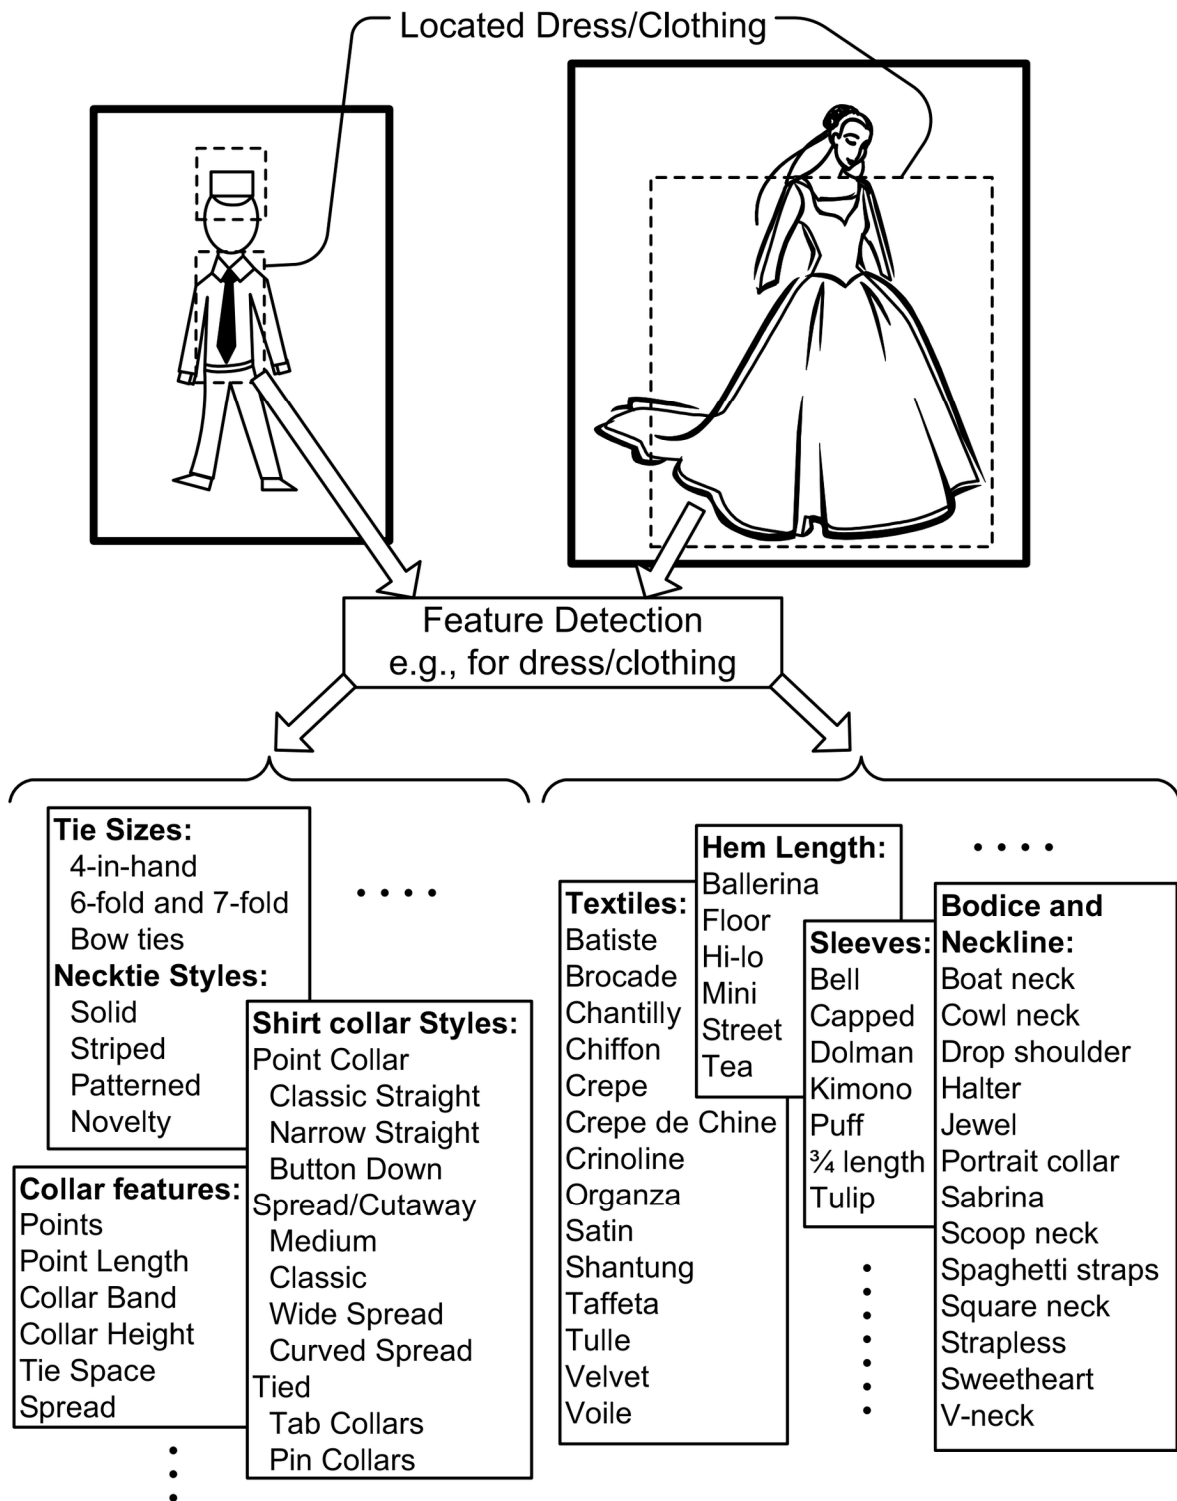 Located Dress/Clothing
Feature Detection
e.g., for dress/clothing
Tie Sizes:
4-in-hand
6-fold and 7-fold
Bow ties
Necktie Styles:
Solid
Striped
Patterned
Novelty
Collar features:
Points
Point Length
Collar Band
Collar Height
Tie Space
Spread
Shirt collar Styles:
Point Collar
Classic Straight
Narrow Straight
Button Down
Spread/Cutaway
Medium
Classic
Wide Spread
Curved Spread
Tied
Tab Collars
Pin Collars
Textiles:
Batiste
Brocade
Chantilly
Chiffon
Crepe
Crepe de Chine
Crinoline
Organza
Satin
Shantung
Taffeta
Tulle
Velvet
Voile
Hem Length:
Ballerina
Floor
Hi-lo
Mini
Street
Tea
Sleeves:
Bell
Capped
Dolman
Kimono
Puff
¾ length
Tulip
Bodice and
Neckline:
Boat neck
Cowl neck
Drop shoulder
Halter
Jewel
Portrait collar
Sabrina
Scoop neck
Spaghetti straps
Square neck
Strapless
Sweetheart
V-neck